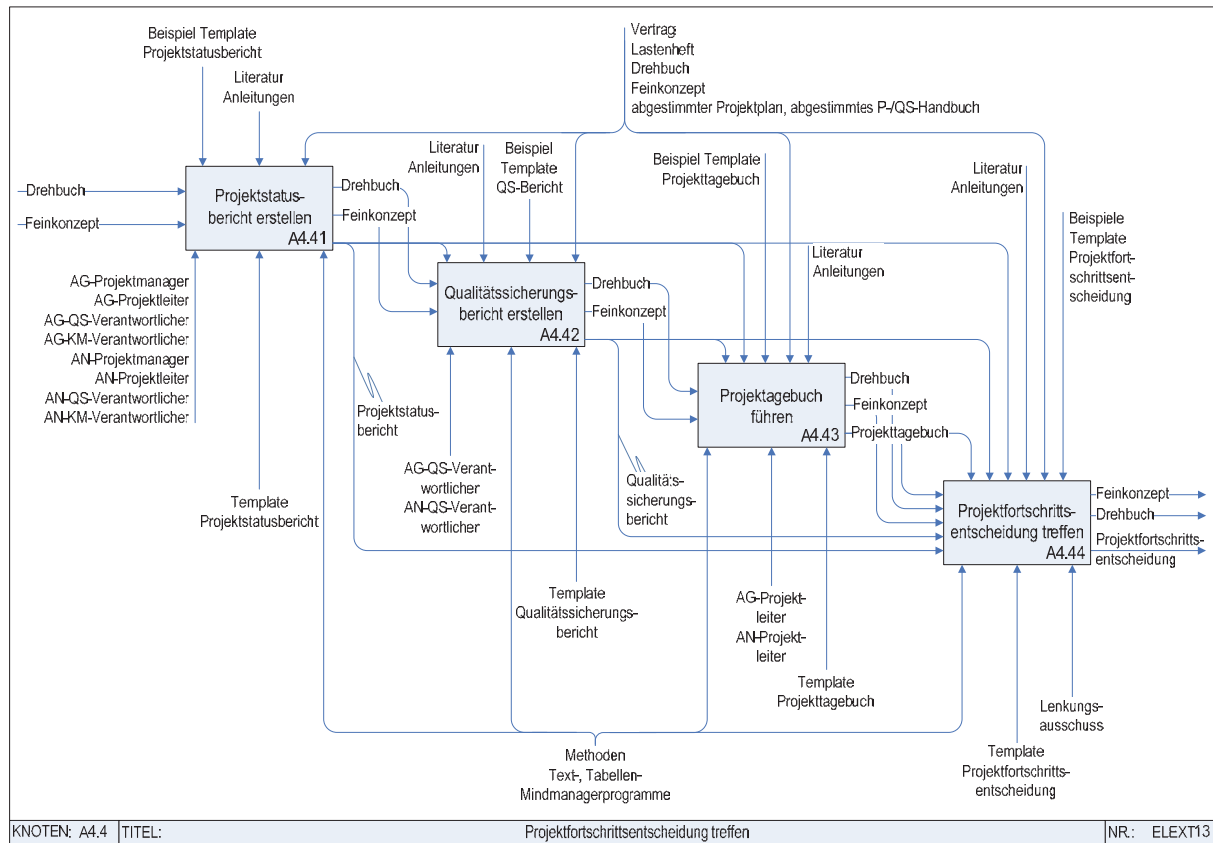 Beispiel Template
Projektstatusbericht
Literatur
Anleitungen
Vertrag:
Lastenheft
Drehbuch
Feinkonzept
abgestimmter Projektplan, abgestimmtes P-/QS-Handbuch
Drehbuch
Feinkonzept
Projektstatus-
bericht erstellen
A4.41
Drehbuch
Feinkonzept
Literatur
Anleitungen
Beispiel
Template
QS-Bericht
Beispiel Template
Projekttagebuch
Literatur
Anleitungen
Beispiele
Template
Projektfort-
schrittsent-
scheidung
AG-Projektmanager
AG-Projektleiter
AG-QS-Verantwortlicher
AG-KM-Verantwortlicher
AN-Projektmanager
AN-Projektleiter
AN-QS-Verantwortlicher
AN-KM-Verantwortlicher
Qualitätssicherungs-
bericht erstellen
A4.42
Drehbuch
Feinkonzept
Literatur
Anleitungen
Projektstatus-
bericht
Projektagebuch
führen
A4.43
Drehbuch
Feinkonzept
Projekttagebuch
Template
Projektstatusbericht
AG-QS-Verant-
wortlicher
AN-QS-Verant-
wortlicher
Qualitäts-
sicherungs-
bericht
Projektfortschritts-
entscheidung treffen
A4.44
Feinkonzept
Drehbuch
Projektfortschritts-
entscheidung
Template
Qualitätssicherungs-
bericht
AG-Projekt-
leiter
AN-Projekt-
leiter
Template
Projekttagebuch
Lenkungs-
ausschuss
Template
Projektfortschritts-
entscheidung
Methoden
Text-, Tabellen-
Mindmanagerprogramme
KNOTEN: A4.4 TITEL: Projektfortschrittsentscheidung treffen NR.: ELEXT13